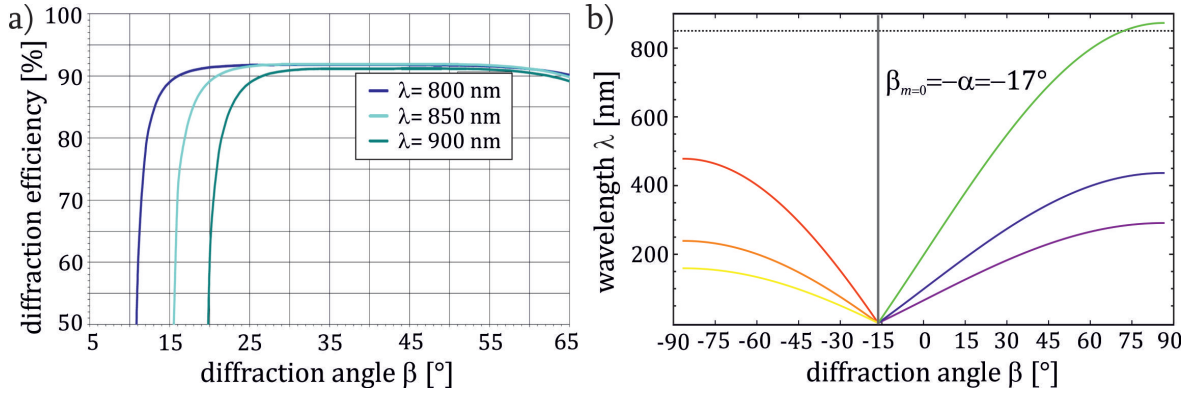 a)
diffraction efficiency [%]
100
90
80
70
60
50
λ= 800 nm
λ= 850 nm
λ= 900 nm
5 15 25 35 45 55 65
diffraction angle β [°]
b)
wavelength λ [nm]
800
600
400
200
βm=0=−α=−17°
-90 -75 -45 -30 -15 0 15 30 45 60 75 90
diffraction angle β [°]